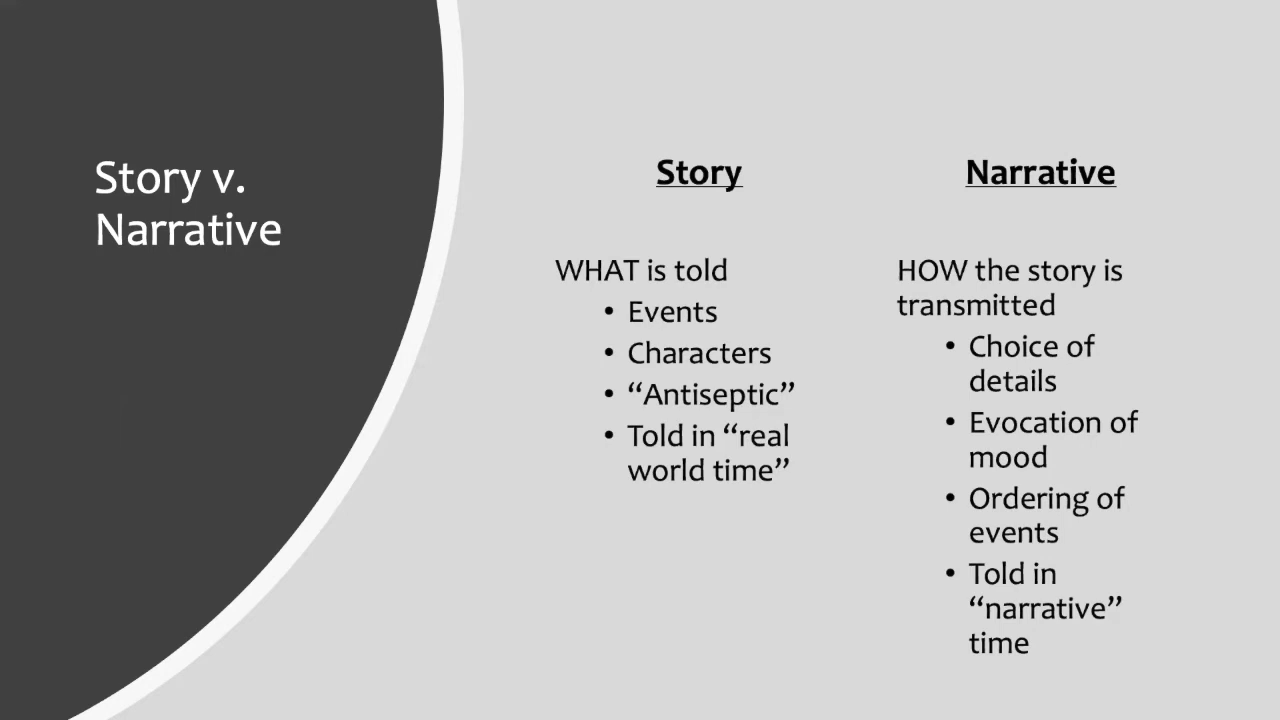 Story v.
Narrative
Story
WHAT is told
• Events
• Characters
• “Antiseptic”
• Told in “real
world time”
Narrative
HOW the story is
transmitted
• Choice of
details
• Evocation of
mood
• Ordering of
events
• Told in
“narrative”
time